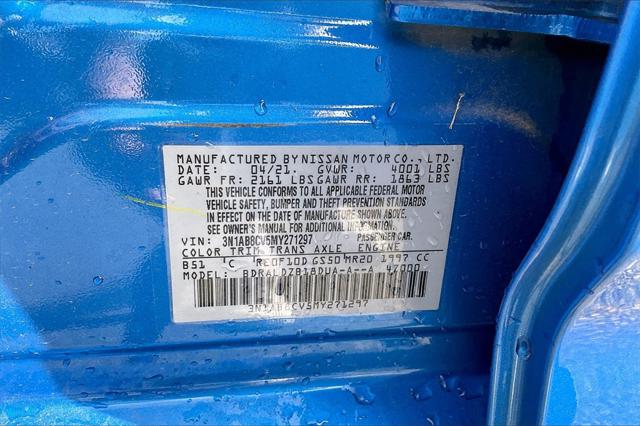 MANUFACTURED BY NISSAN MOTOR CO., LTD.
DATE: 04/21. GVWR: 4001 LBS
GAWR FR: 2161 LBS GAWR RR: 1863 LBS
THIS VEHICLE CONFORMS TO ALL APPLICABLE FEDERAL MOTOR
VEHICLE SAFETY, BUMPER AND THEFT PREVENTION STANDARDS
IN EFFECT ON THE DATE OF MANUFACTURE SHOWN ABOVE.
SEE OWNER'S MANUAL FOR ADDITIONAL INFORMATION
VIN: 3N1AB8CV5MY271297 PASSENGER CAR.
COLOR TRIM TRANS AXLE ENGINE
B51 C RE0F10D GS50 MR20 1997 CC
MODEL: BDRALDZB18DUA-A--A 47000
3N1AB8CV5MY271297